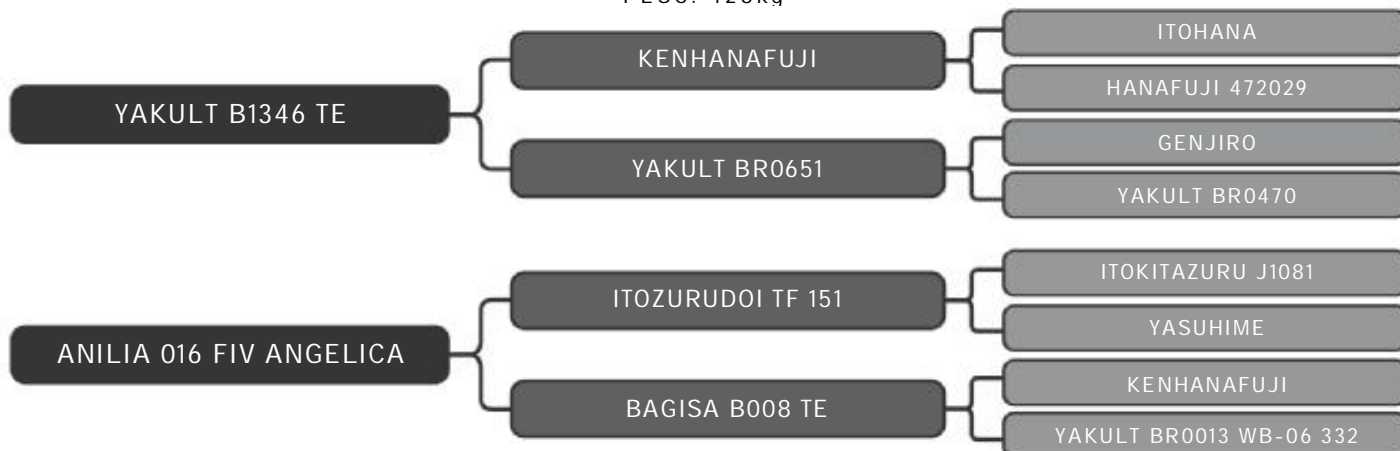 YAKULT B1346 TE
KENHANAFUJI
ITOHANA
HANAFUJI 472029
YAKULT BR0651
GENJIRO
YAKULT BR0470
ANILIA 016 FIV ANGELICA
ITOZURUDOI TF 151
ITOKITAZURU J1081
YASUHIME
BAGISA B008 TE
KENHANAFUJI
YAKULT BR0013 WB-06 332